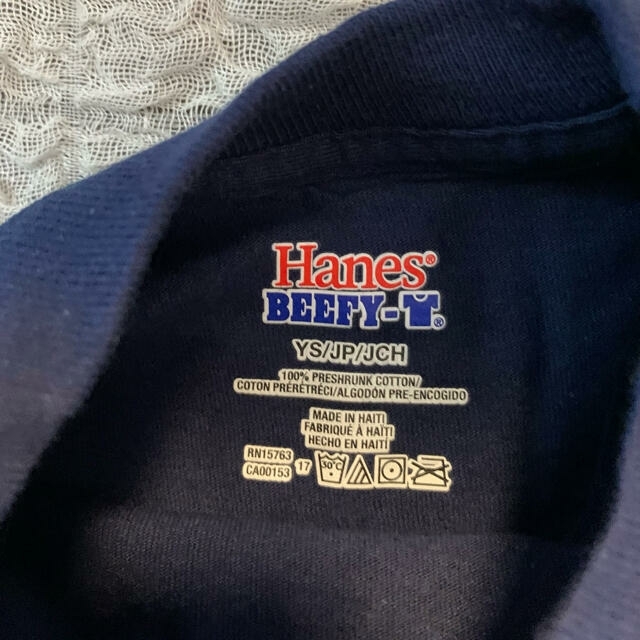 Hanes®
BEEFY-T®
YS/JP/JCH
100% PRESHRUNK COTTON/
COTON PRÉRÉTRÉCI/ALGODÓN PRE-ENCOGIDO
MADE IN HAITI
FABRIQUÉ À HAÏTI
HECHO EN HAITÍ
RN15763
CA00153 17 30°C